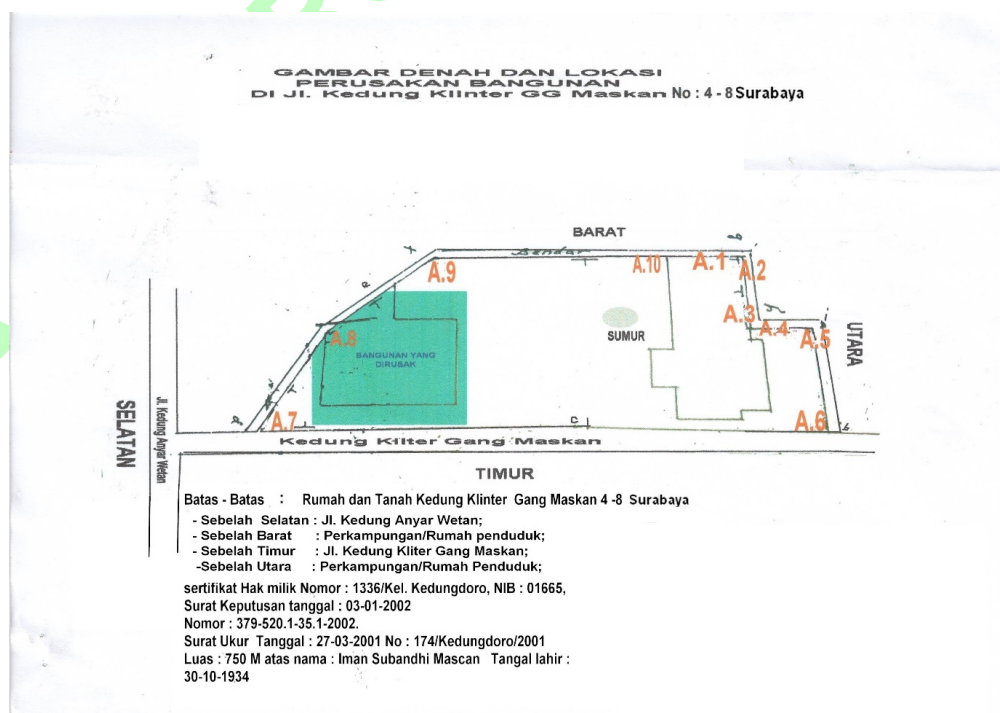 GAMBAR DENAH DAN LOKASI
PERUSAKAN BANGUNAN
DI Jl. Kedung Klinter GG Maskan No : 4 - 8 Surabaya
BARAT
A.9
A.10
A.1
A.2
A.3
A.4
A.5
A.6
A.7
A.8
SUMUR
BANGUNAN YANG
DIRUSAK
UTARA
SELATAN
Jl. Kedung Anyar Wetan
Kedung Kliter Gang Maskan
TIMUR
Batas - Batas : Rumah dan Tanah Kedung Klinter Gang Maskan 4 -8 Surabaya
- Sebelah Selatan : Jl. Kedung Anyar Wetan;
- Sebelah Barat : Perkampungan/Rumah penduduk;
- Sebelah Timur : Jl. Kedung Kliter Gang Maskan;
-Sebelah Utara : Perkampungan/Rumah Penduduk;
sertifikat Hak milik Nomor : 1336/Kel. Kedungdoro, NIB : 01665,
Surat Keputusan tanggal : 03-01-2002
Nomor : 379-520.1-35.1-2002.
Surat Ukur Tanggal : 27-03-2001 No : 174/Kedungdoro/2001
Luas : 750 M atas nama : Iman Subandhi Mascan Tangal lahir :
30-10-1934